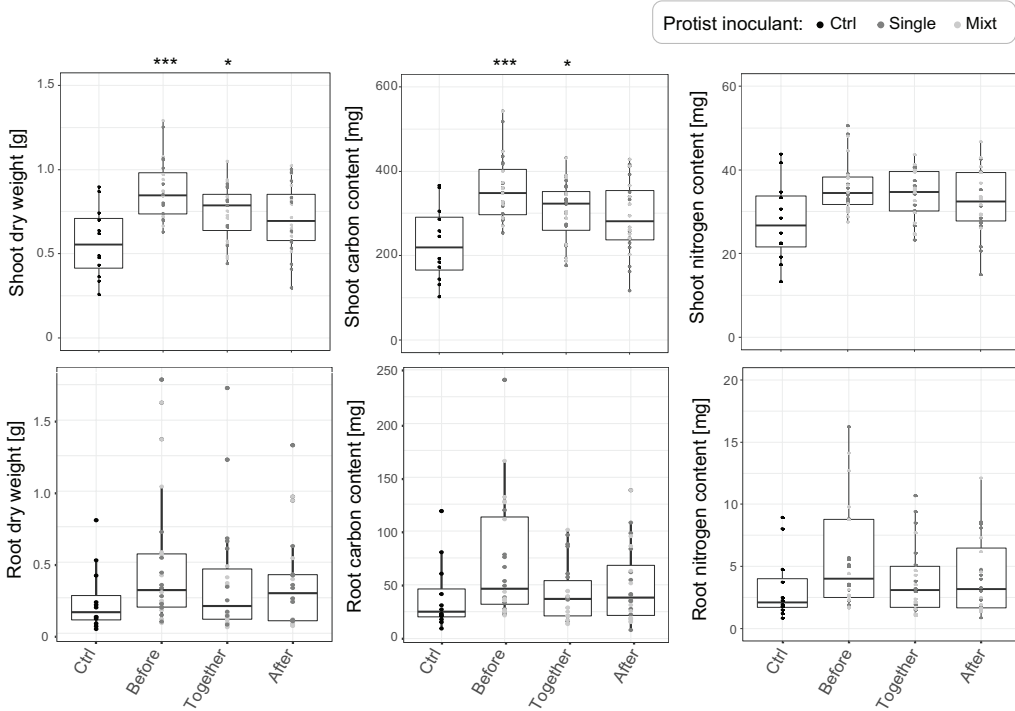 Protist inoculant: Ctrl Single Mixt
*** *
Shoot dry weight [g]
1.5
1.0
0.5
0
*** *
Shoot carbon content [mg]
600
400
200
0
Shoot nitrogen content [mg]
60
40
20
0
Root dry weight [g]
1.5
1.0
0.5
0
Ctrl
Before
Together
After
Root carbon content [mg]
250
200
150
100
50
0
Ctrl
Before
Together
After
Root nitrogen content [mg]
20
15
10
5
0
Ctrl
Before
Together
After